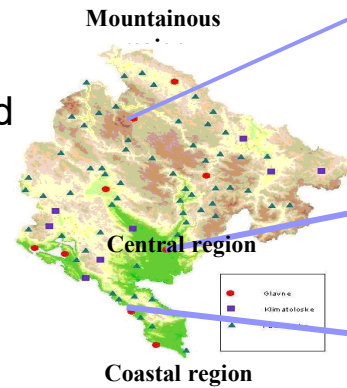 Mountainous
d
Central region
Glavne
Klimatoloske
Coastal region